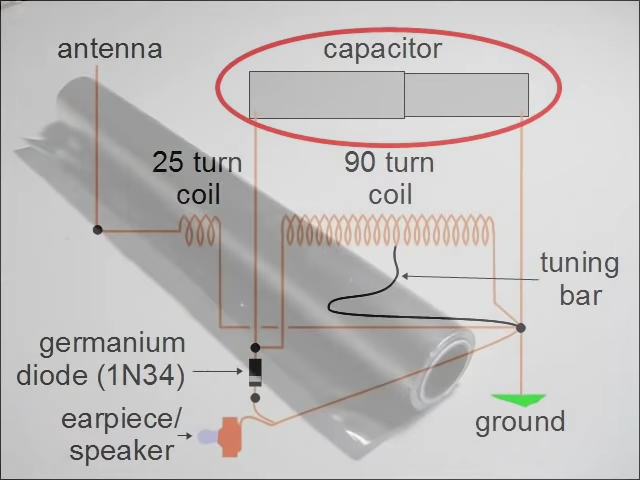 antenna
capacitor
25 turn
coil
90 turn
coil
tuning
bar
germanium
diode (1N34)
earpiece/
speaker
ground